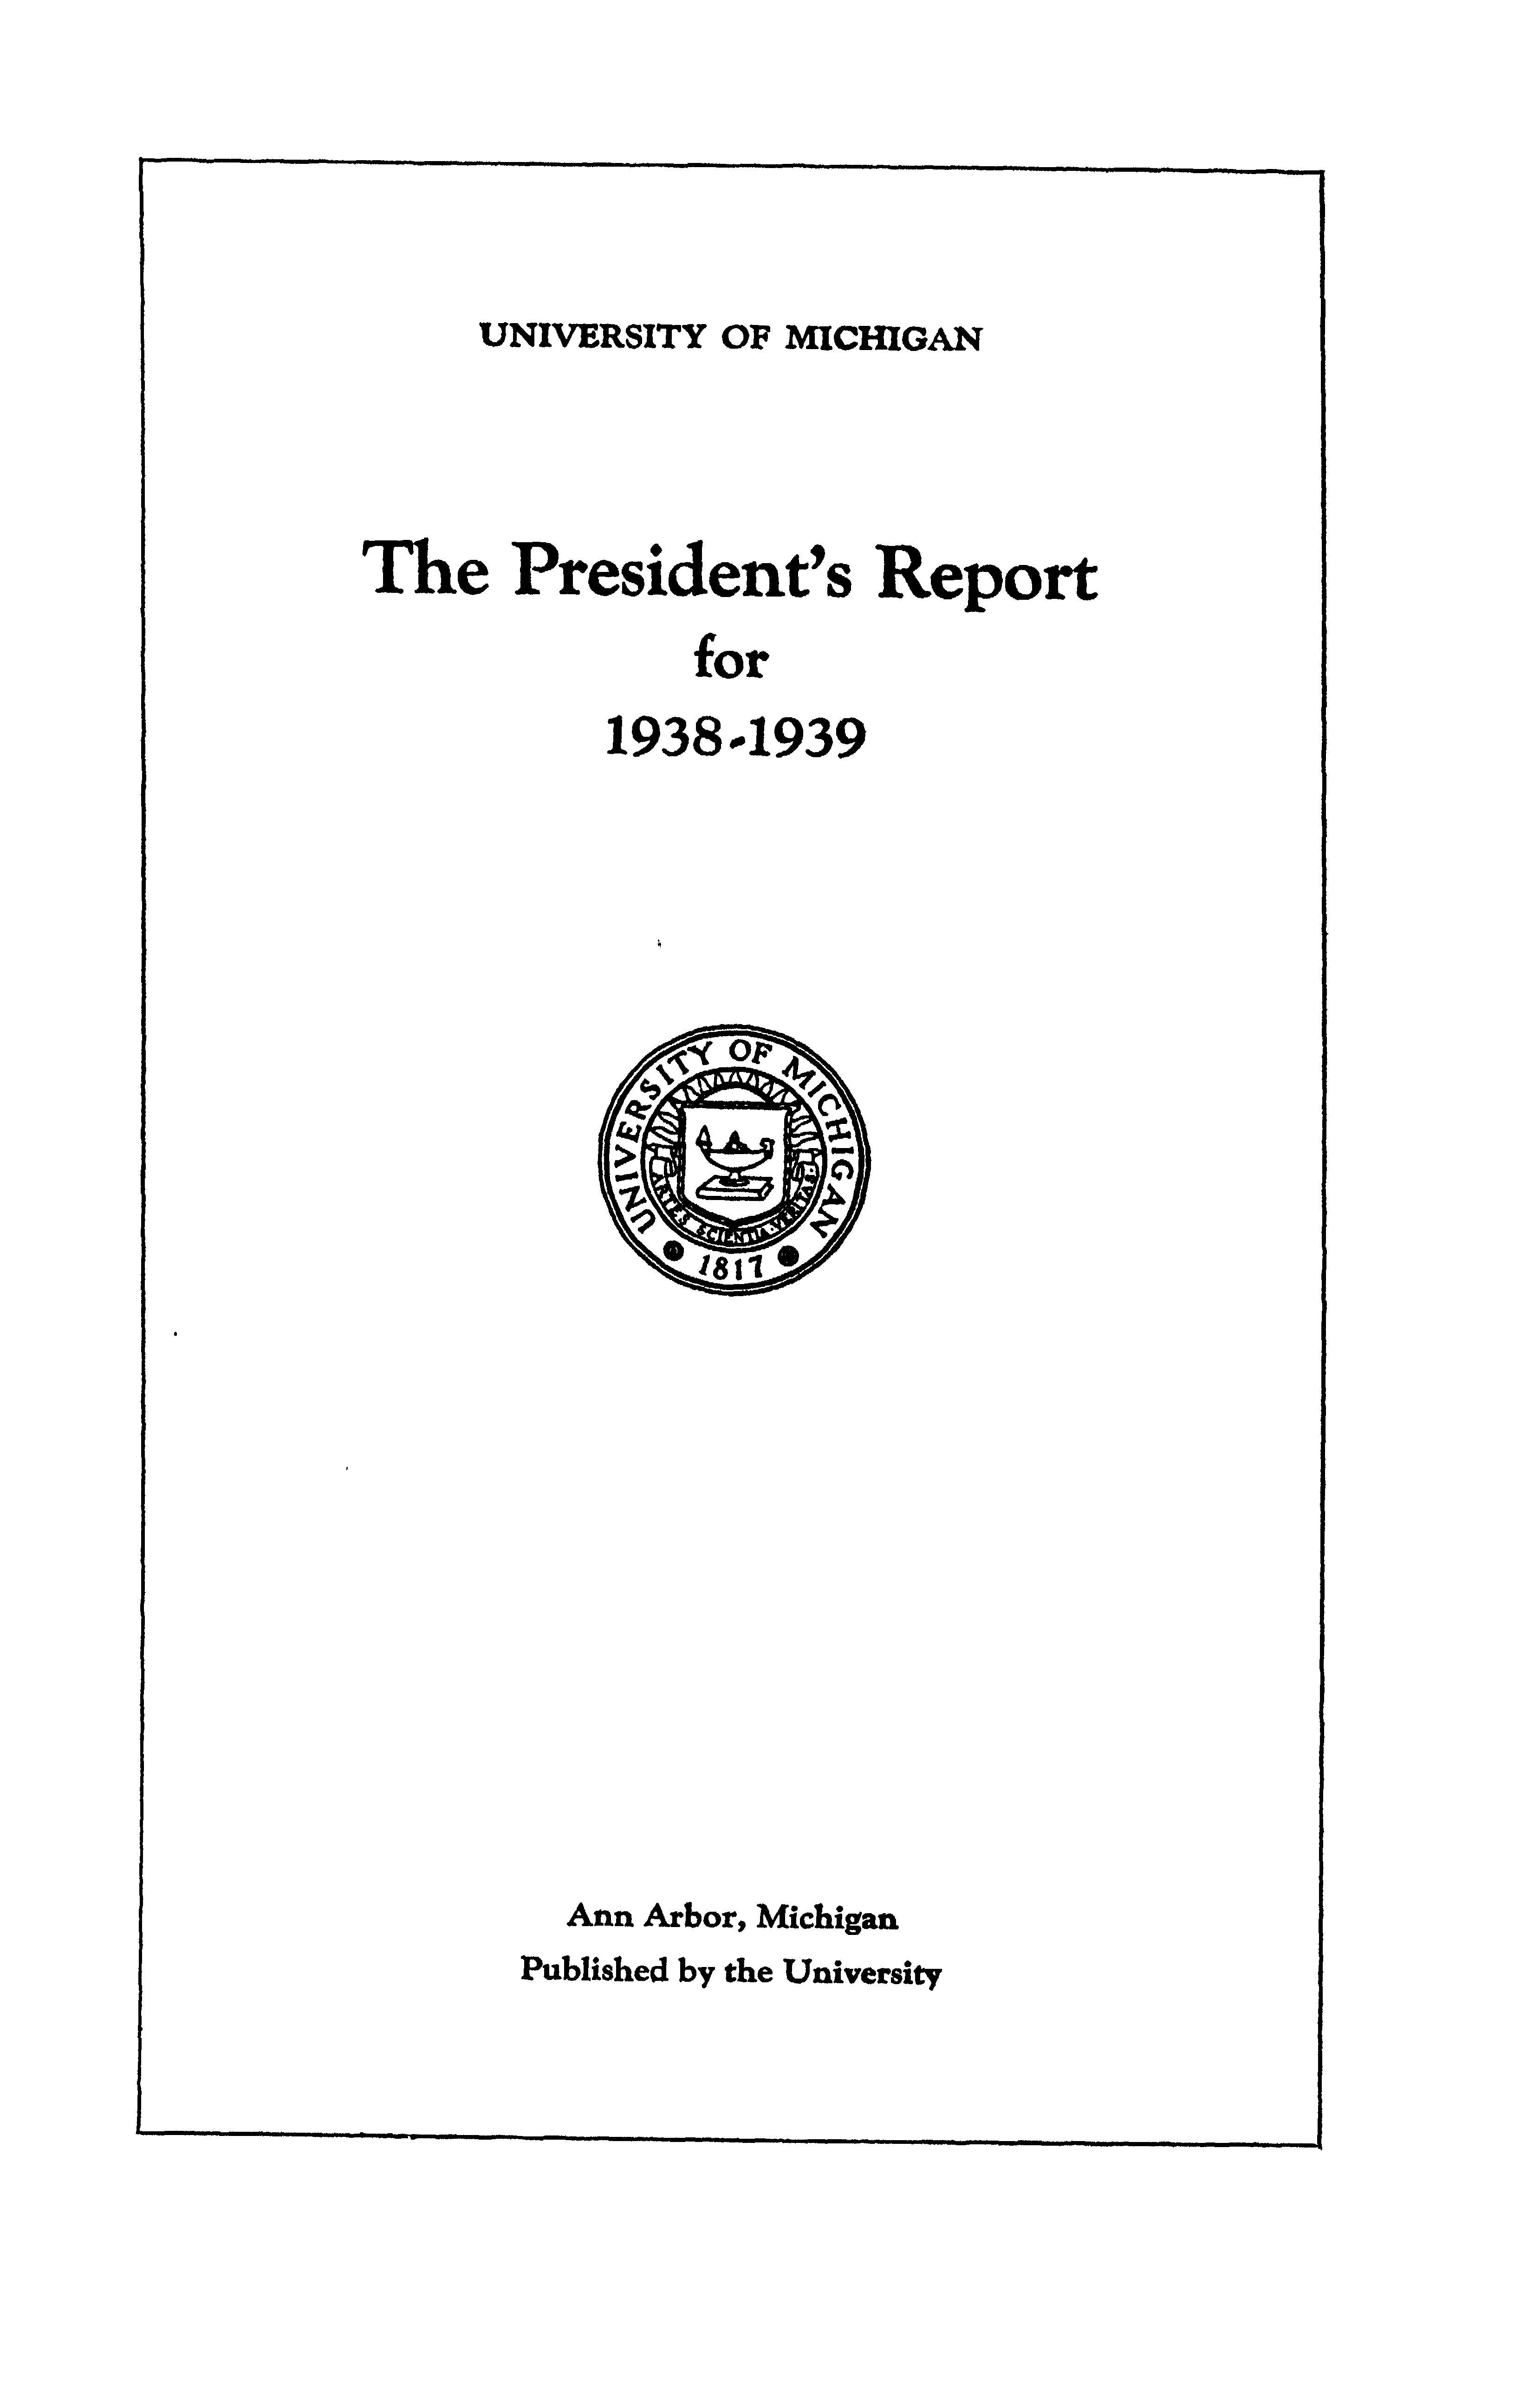 UNIVERSITY OF MICHIGAN
The President's Report
for
1938-1939
UNIVERSITY OF MICHIGAN
ARTES SCIENTIA VERITAS
1817
Ann Arbor, Michigan
Published by the University